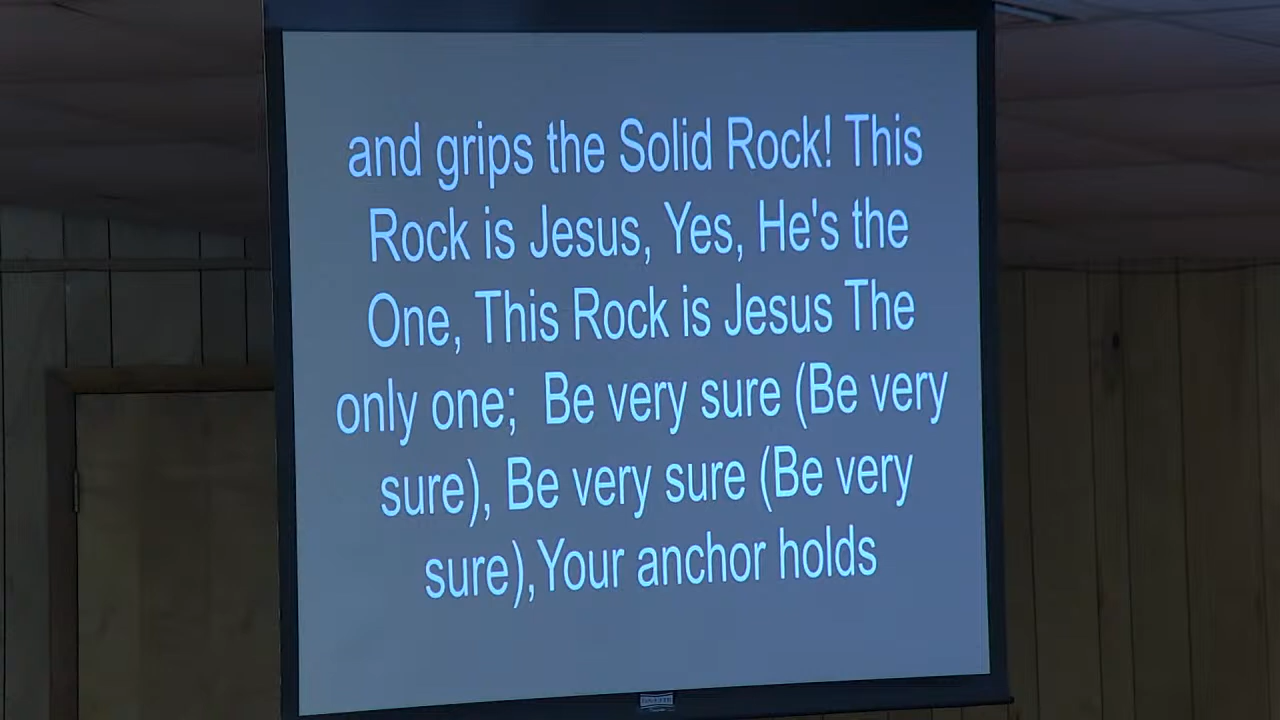 and grips the Solid Rock! This
Rock is Jesus, Yes, He's the
One, This Rock is Jesus The
only one;  Be very sure (Be very
sure), Be very sure (Be very
sure),Your anchor holds